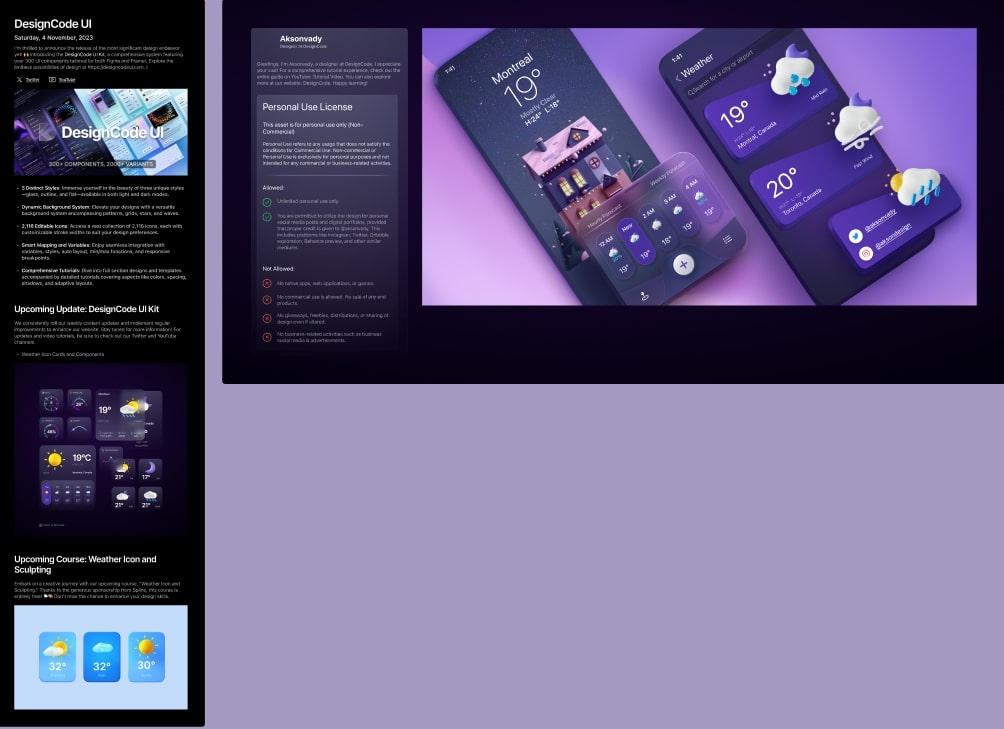 DesignCode UI
Saturday, 4 November, 2023
I'm thrilled to announce the release of the most significant design endeavor
yet 🙌 Introducing the DesignCode UI Kit, a comprehensive system featuring
over 300 UI components tailored for both Figma and Framer. Explore the
limitless possibilities of design at https://designcodeui.com. !
Twitter YouTube
DesignCode UI
300+ COMPONENTS, 2000+ VARIANTS
• 3 Distinct Styles: Immerse yourself in the beauty of three unique styles
—glass, outline, and flat—available in both light and dark modes.
• Dynamic Background System: Elevate your designs with a versatile
background system encompassing patterns, grids, stars, and waves.
• 2,116 Editable Icons: Access a vast collection of 2,116 icons, each with
customizable stroke widths to suit your design preferences.
• Smart Mapping and Variables: Enjoy seamless integration with
variables, styles, auto layout, min/max functions, and responsive
breakpoints.
• Comprehensive Tutorials: Dive into full section designs and templates
accompanied by detailed tutorials covering aspects like colors, spacing,
shadows, and adaptive layouts.
Upcoming Update: DesignCode UI Kit
We consistently roll out weekly content updates and implement regular
improvements to enhance our website. Stay tuned for more information! For
updates and video tutorials, be sure to check out our Twitter and YouTube
channels.
• Weather Icon Cards and Components
19°
28°
46%
19°C
Montreal, Canada
21°
17°
21°
21°
Upcoming Course: Weather Icon and
Sculpting
Embark on a creative journey with our upcoming course, "Weather Icon and
Sculpting." Thanks to the generous sponsorship from Spline, this course is
entirely free! Don't miss the chance to enhance your design skills.
32°
32°
30°
Aksonvady
Designer at DesignCode
Greetings, I'm Aksonvady, a designer at DesignCode. I appreciate
your visit! For a comprehensive tutorial experience, check out the
entire guide on YouTube: Tutorial Video. You can also explore
more at our website: DesignCode. Happy learning!
Personal Use License
This asset is for personal use only (Non-
Commercial)
Personal Use refers to any usage that does not satisfy the
conditions for Commercial Use. Non-commercial or
Personal Use is exclusively for personal purposes and not
intended for any commercial or business-related activities.
Allowed:
Unlimited personal use only.
You are permitted to utilize the design for personal
social media posts and digital portfolios, provided
that proper credit is given to @aksonvady. This
includes platforms like Instagram, Twitter, Dribbble
exploration, Behance preview, and other similar
mediums.
Not Allowed:
No native apps, web applications, or games.
No commercial use is allowed. No sale of any end
products.
No giveaways, freebies, distributions, or sharing of
design even if altered.
No business-related activities such as business
social media & advertisements.
1:41
Montreal
19°
Mostly Clear
H:24° L:18°
Hourly Forecast
Weekly Forecast
12 AM
Now
2 AM
3 AM
4 AM
30%
19°
19°
18°
19°
19°
1:41
Weather
Search for a city or airport
19°
H:24° L:18°
Montreal, Canada
Mid Rain
20°
Toronto, Canada
Fast Wind
@aksonvady
@aksondesign